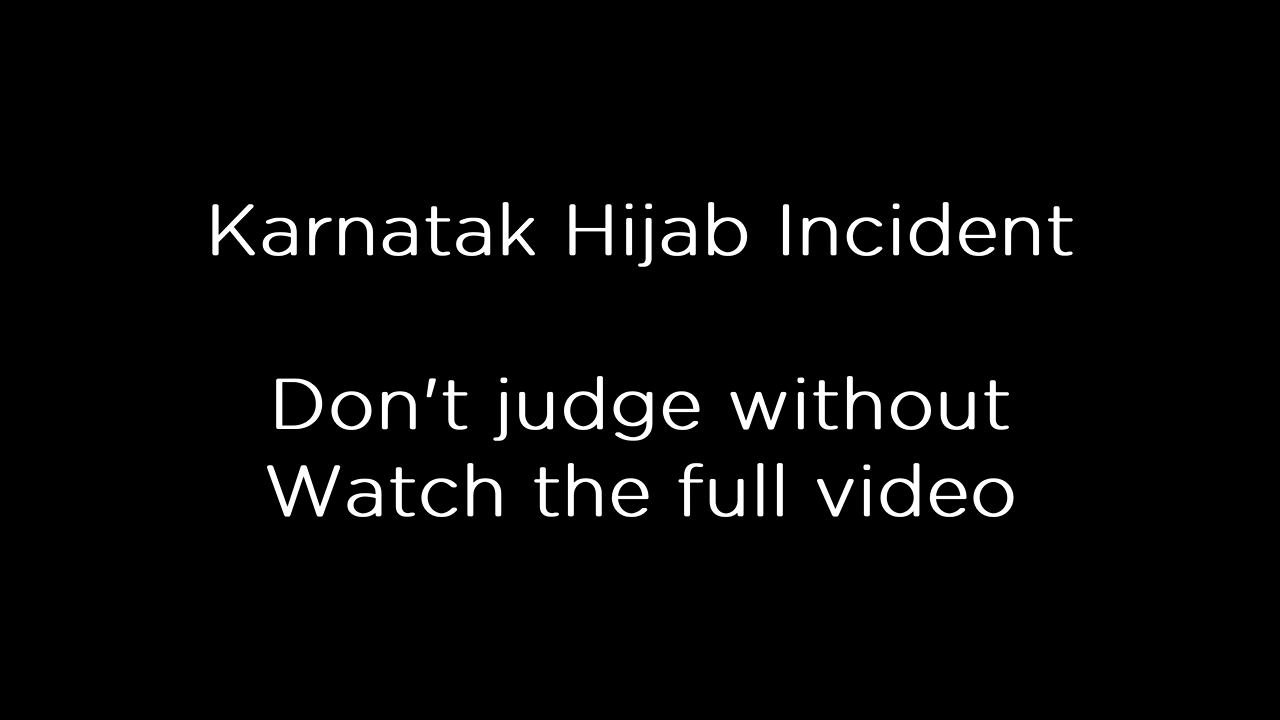 Karnatak Hijab Incident
Don't judge without
Watch the full video